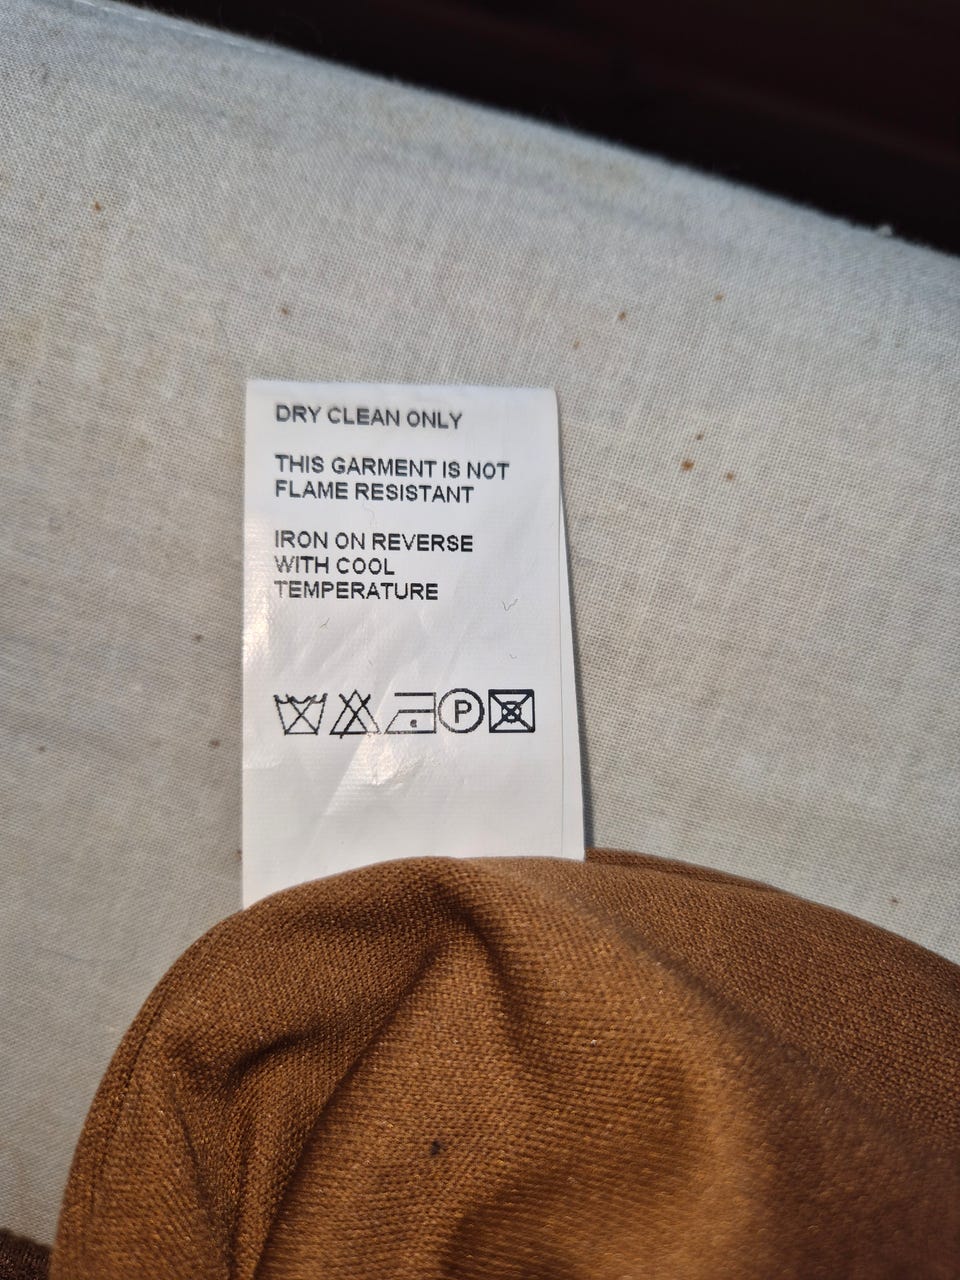 DRY CLEAN ONLY
THIS GARMENT IS NOT
FLAME RESISTANT
IRON ON REVERSE
WITH COOL
TEMPERATURE
P